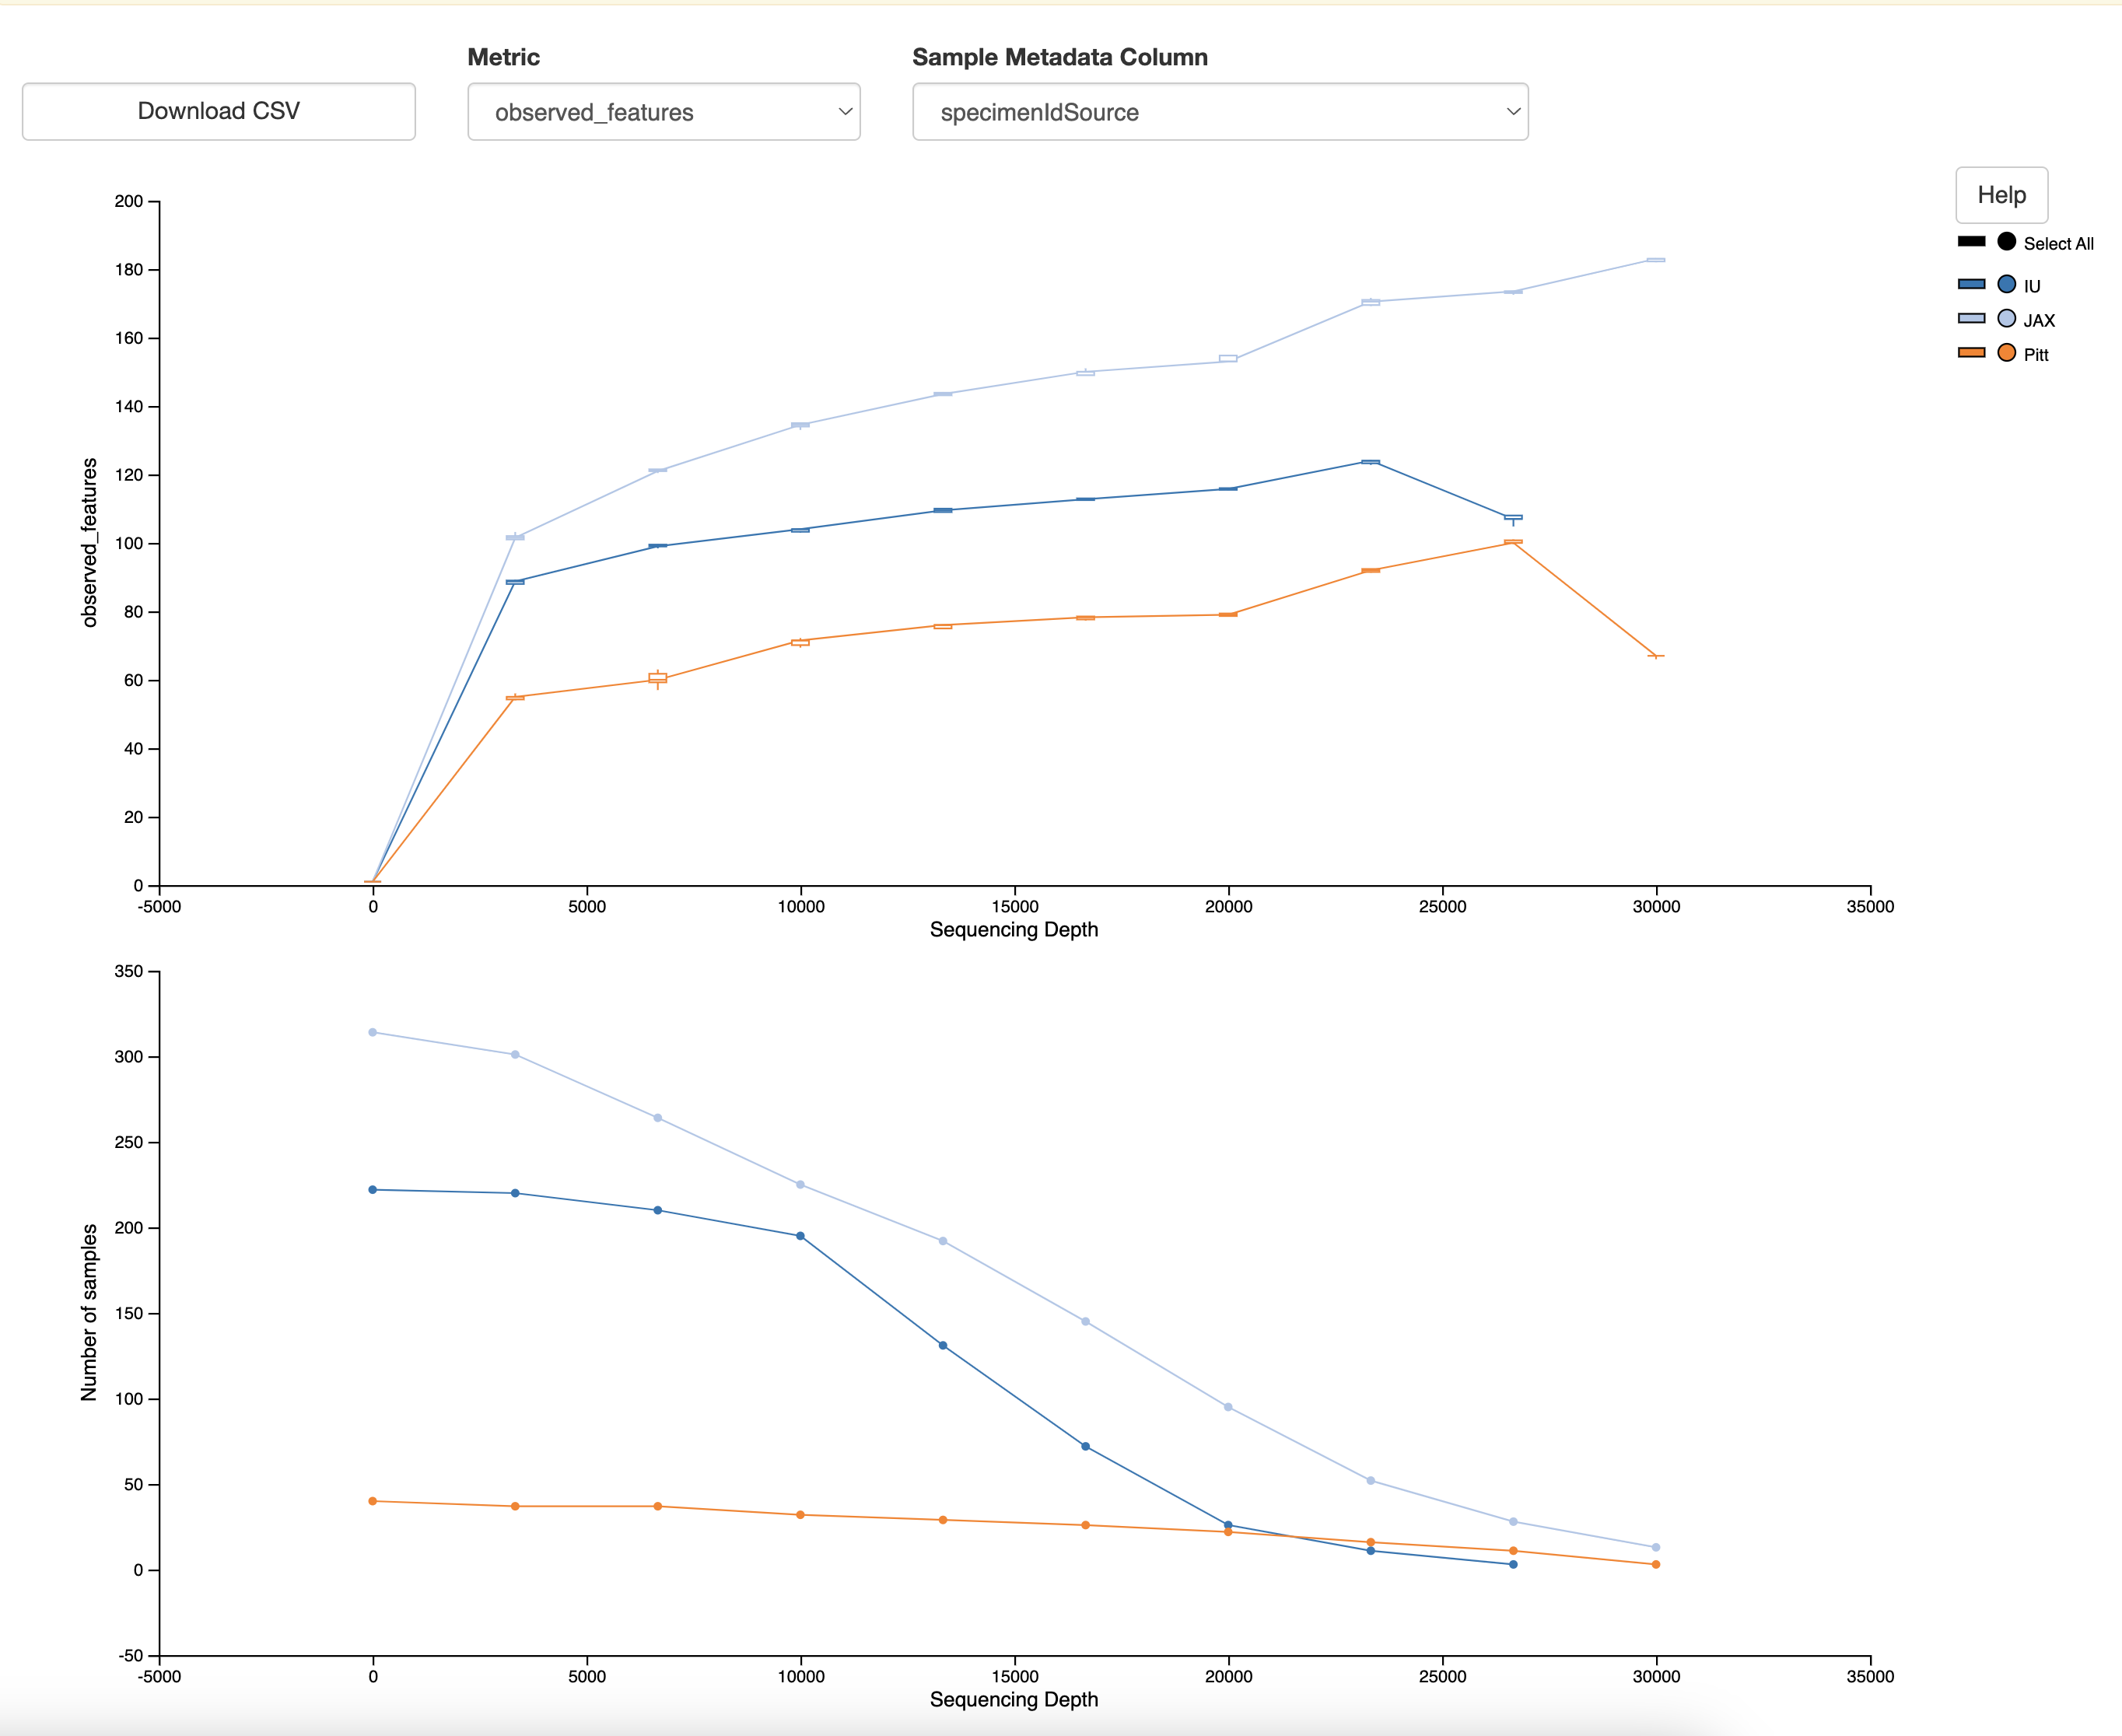 Metric
Sample Metadata Column
Download CSV
observed_features
specimenIdSource
Help
Select All
IU
JAX
Pitt
200
180
160
140
120
100
80
60
40
20
0
observed_features
-5000 0 5000 10000 15000 20000 25000 30000 35000
Sequencing Depth
350
300
250
200
150
100
50
0
-50
Number of samples
-5000 0 5000 10000 15000 20000 25000 30000 35000
Sequencing Depth